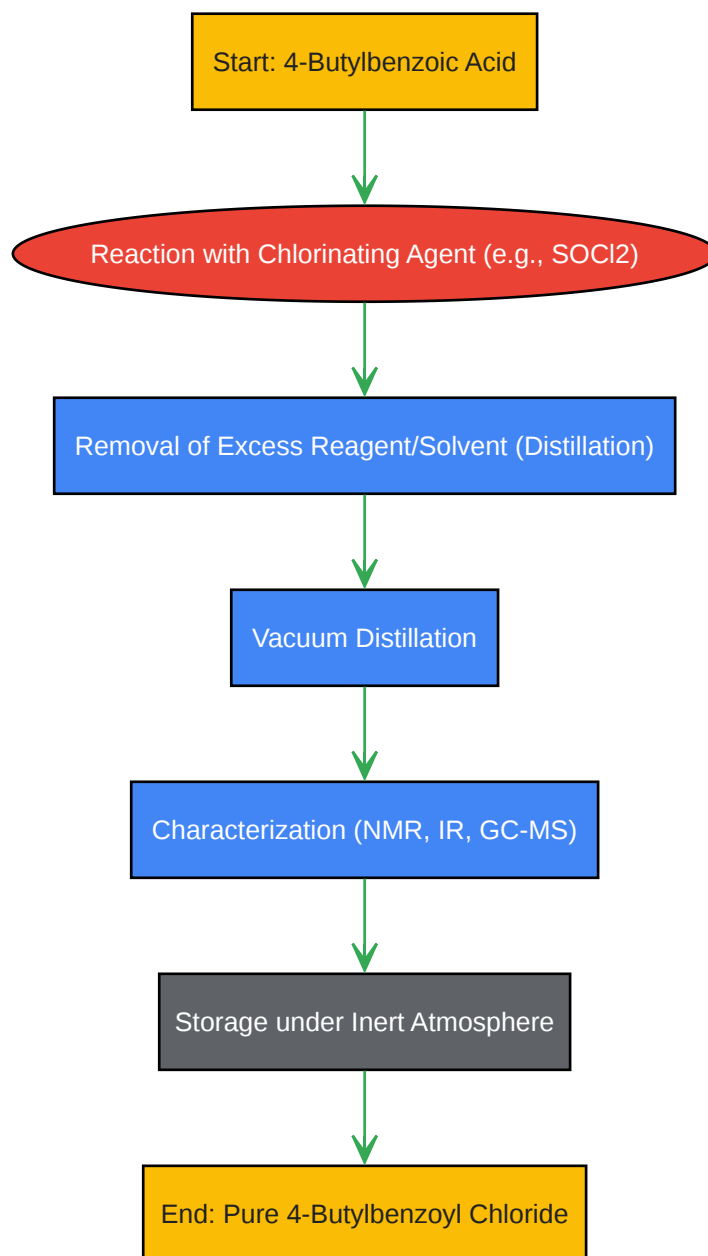 Start: 4-Butylbenzoic Acid
Reaction with Chlorinating Agent (e.g., SOCl2)
Removal of Excess Reagent/Solvent (Distillation)
Vacuum Distillation
Characterization (NMR, IR, GC-MS)
Storage under Inert Atmosphere
End: Pure 4-Butylbenzoyl Chloride